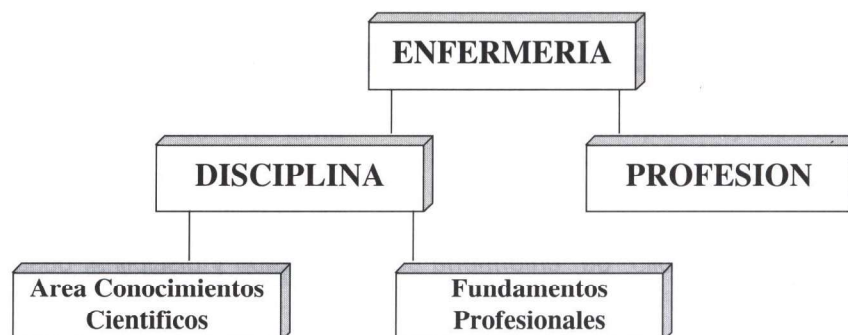 ENFERMERIA
DISCIPLINA
PROFESION
Area Conocimientos
Cientificos
Fundamentos
Profesionales